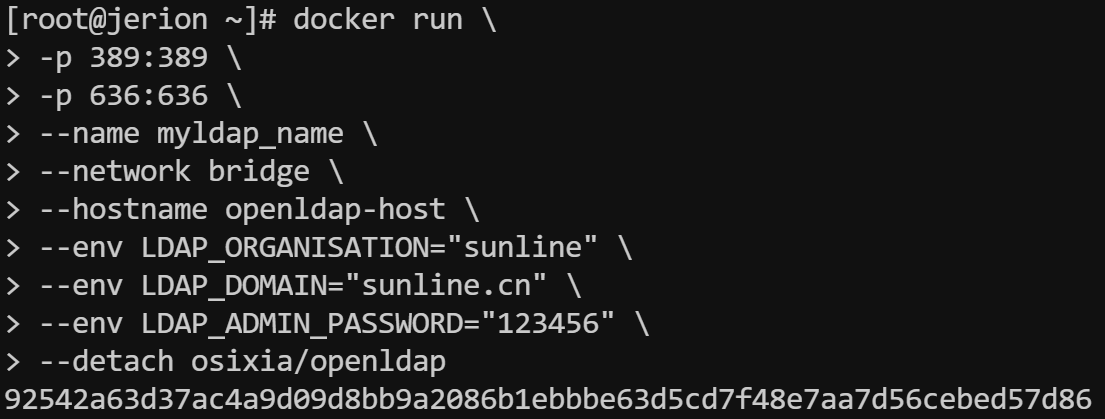 [root@jerion ~]# docker run \
> -p 389:389 \
> -p 636:636 \
> --name myldap_name \
> --network bridge \
> --hostname openldap-host \
> --env LDAP_ORGANISATION="sunline" \
> --env LDAP_DOMAIN="sunline.cn" \
> --env LDAP_ADMIN_PASSWORD="123456" \
> --detach osixia/openldap
92542a63d37ac4a9d09d8bb9a2086b1ebbbe63d5cd7f48e7aa7d56cebed57d86